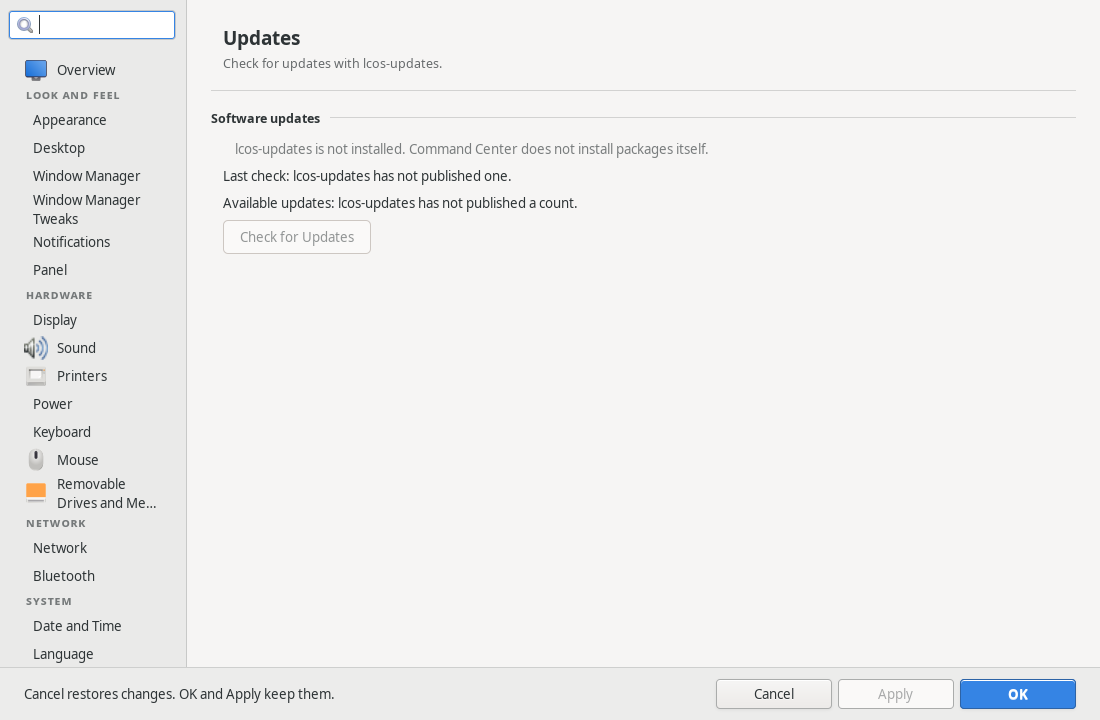 Overview
LOOK AND FEEL
Appearance
Desktop
Window Manager
Window Manager
Tweaks
Notifications
Panel
HARDWARE
Display
Sound
Printers
Power
Keyboard
Mouse
Removable
Drives and Me...
NETWORK
Network
Bluetooth
SYSTEM
Date and Time
Language
Updates
Check for updates with lcos-updates.
Software updates
lcos-updates is not installed. Command Center does not install packages itself.
Last check: lcos-updates has not published one.
Available updates: lcos-updates has not published a count.
Check for Updates
Cancel restores changes. OK and Apply keep them.
Cancel
Apply
OK